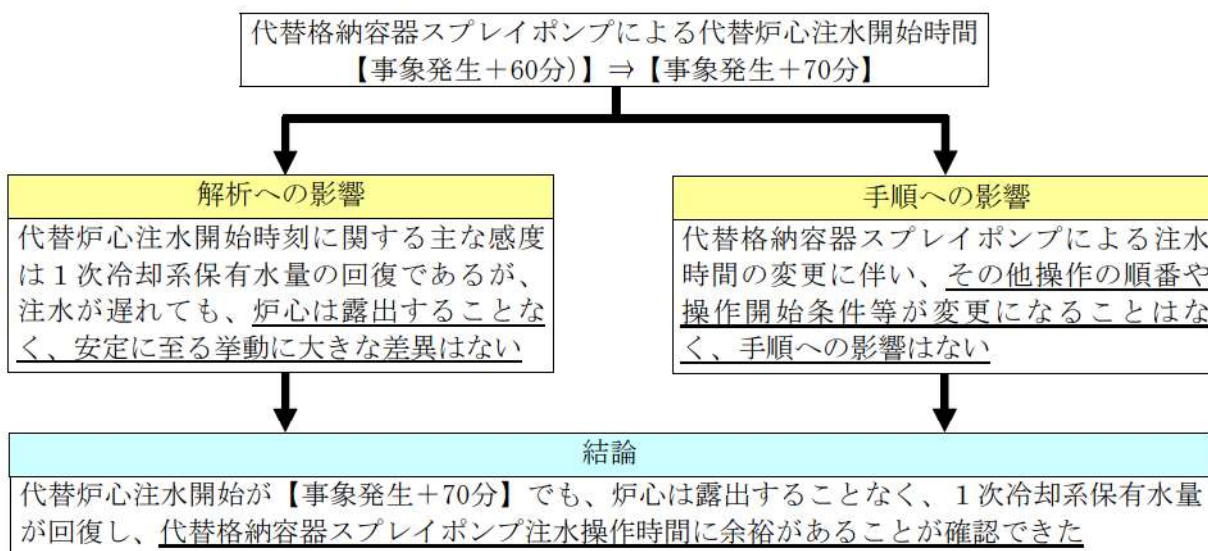 代替格納容器スプレイポンプによる代替炉心注水開始時間
【事象発生+60分)】⇒【事象発生+70分】
解析への影響
代替炉心注水開始時刻に関する主な感度
は1次冷却系保有水量の回復であるが、
注水が遅れても、炉心は露出することな
く、安定に至る挙動に大きな差異はない
手順への影響
代替格納容器スプレイポンプによる注水
時間の変更に伴い、その他操作の順番や
操作開始条件等が変更になることはな
く、手順への影響はない
結論
代替炉心注水開始が【事象発生+70分】でも、炉心は露出することなく、1次冷却系保有水量
が回復し、代替格納容器スプレイポンプ注水操作時間に余裕があることが確認できた